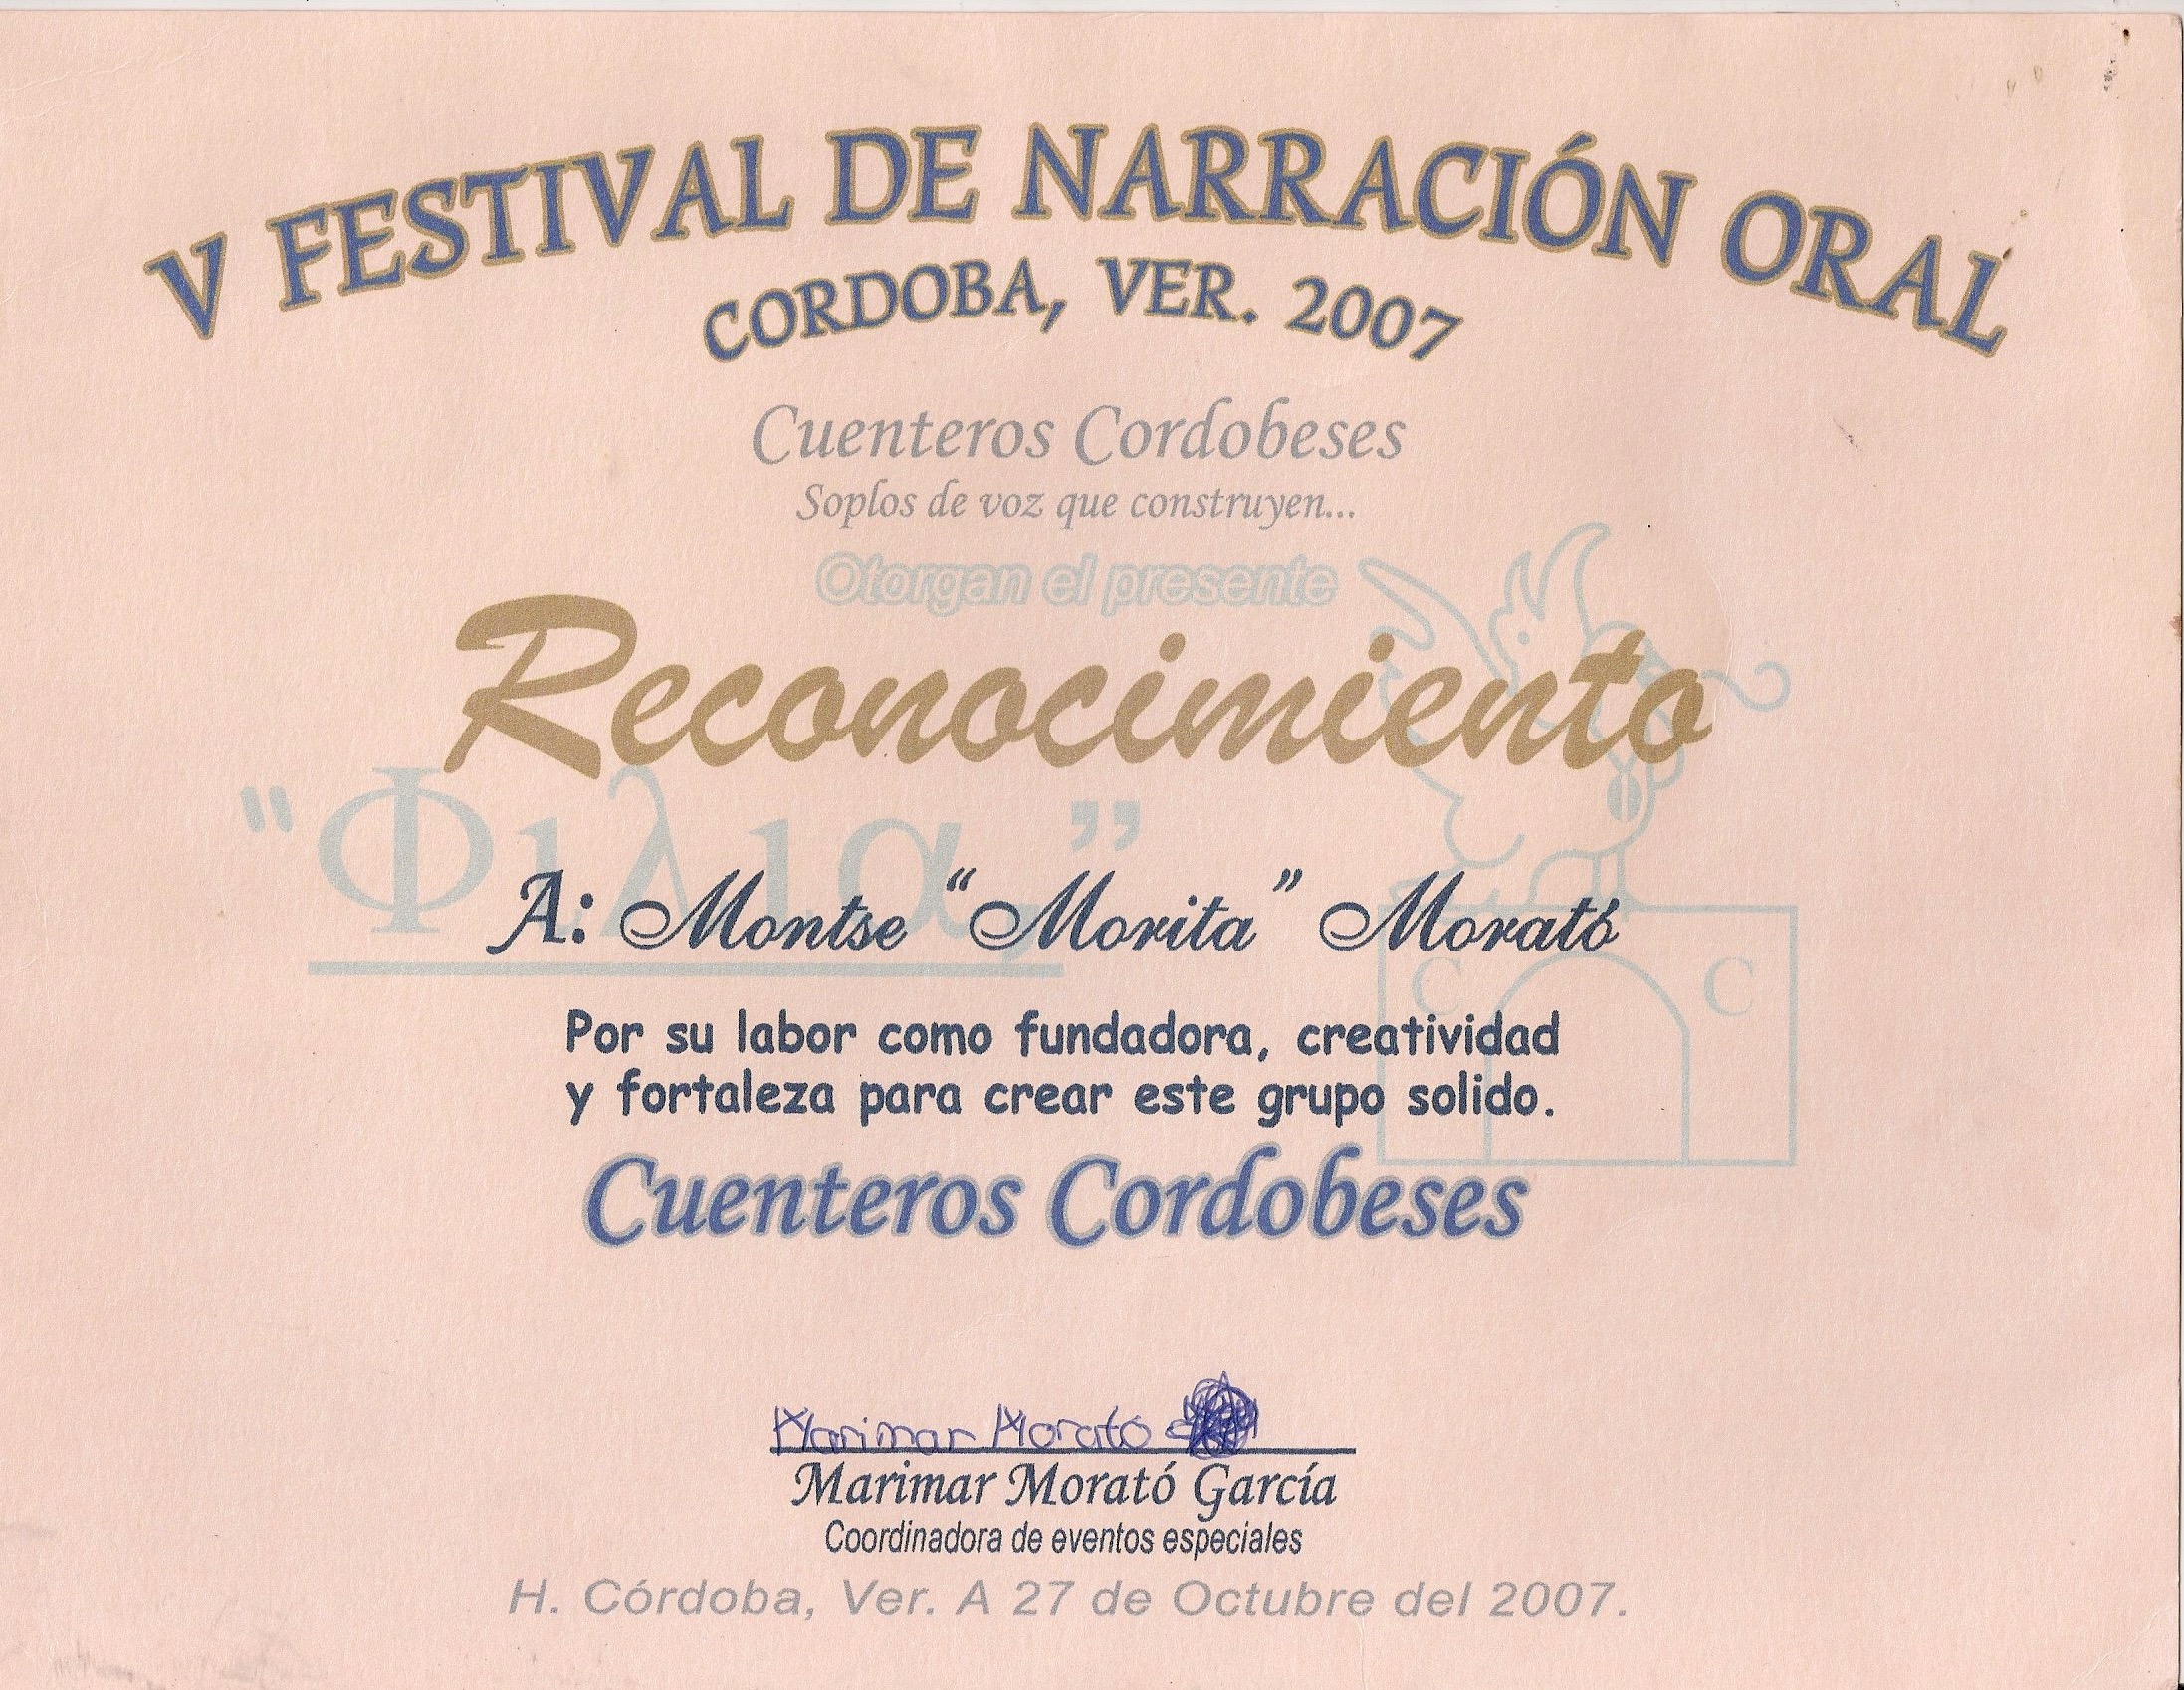 V FESTIVAL DE NARRACIÓN ORAL
CORDOBA, VER. 2007
Cuenteros Cordobeses
Soplos de voz que construyen...
Otorgan el presente
Reconocimiento
"Φιλια,"
A: Montse "Morita" Morató
C C
Por su labor como fundadora, creatividad
y fortaleza para crear este grupo solido.
Cuenteros Cordobeses
Marimar Morató
Marimar Morató García
Coordinadora de eventos especiales
H. Córdoba, Ver. A 27 de Octubre del 2007.